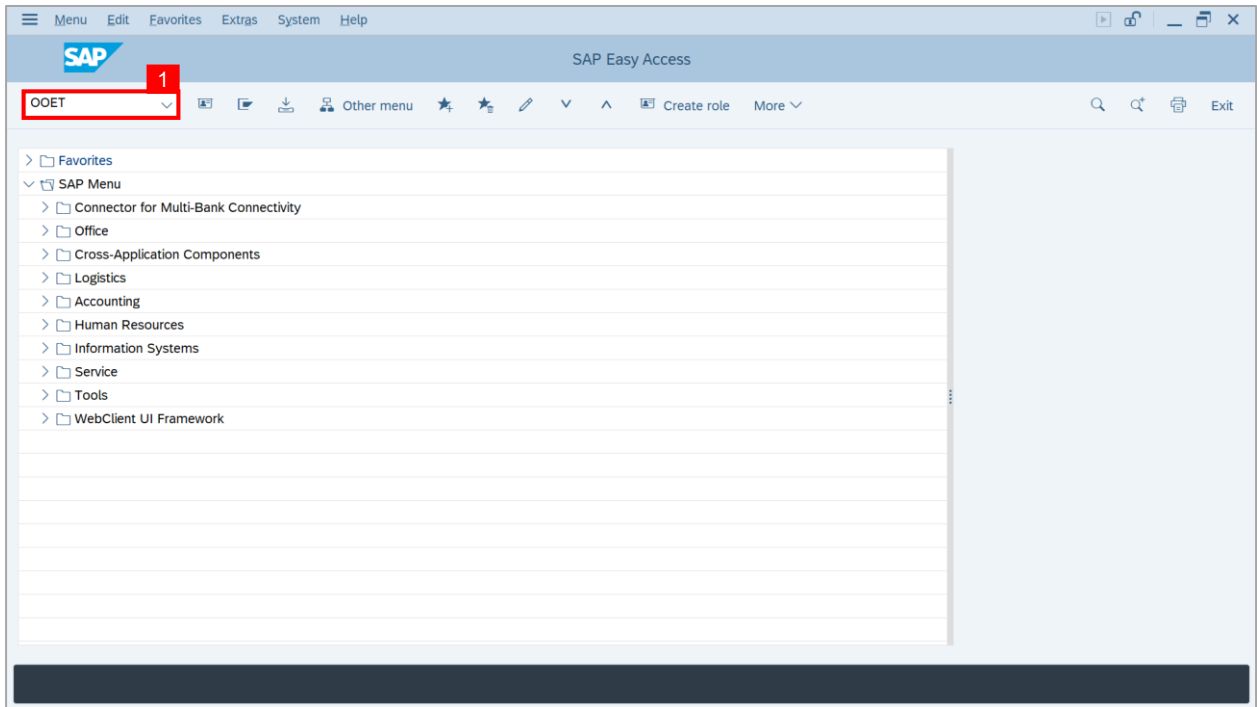 Menu Edit Favorites Extras System Help
SAP SAP Easy Access
1
OOET Other menu Create role More Exit
Favorites
SAP Menu
Connector for Multi-Bank Connectivity
Office
Cross-Application Components
Logistics
Accounting
Human Resources
Information Systems
Service
Tools
WebClient UI Framework